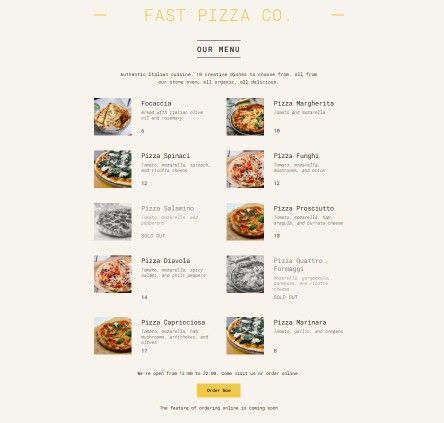 FAST PIZZA CO.
OUR MENU
Authentic Italian cuisine. 10 creative dishes to choose from. All from
our stone oven, all organic, all delicious.
Focaccia
Bread with italian olive
oil and rosemary
6
Pizza Margherita
Tomato and mozarella
10
Pizza Spinaci
Tomato, mozarella, spinach,
and ricotta cheese
12
Pizza Funghi
Tomato, mozarella,
mushrooms, and onion
12
Pizza Salamino
Tomato, mozarella, and
pepperoni
SOLD OUT
Pizza Prosciutto
Tomato, mozarella, ham,
aragula, and burrata cheese
18
Pizza Diavola
Tomato, mozarella, spicy
salami, and chili peppers
14
Pizza Quattro
Formaggi
Mozarella, gorgonzola,
parmesan, and ricotta
cheese
SOLD OUT
Pizza Capricciosa
Tomato, mozarella, ham,
mushrooms, artichokes, and
olives
17
Pizza Marinara
Tomato, garlic, and oregano
8
We're open from 12:00 to 22:00. Come visit us or order online.
Order Now
The feature of ordering online is coming soon